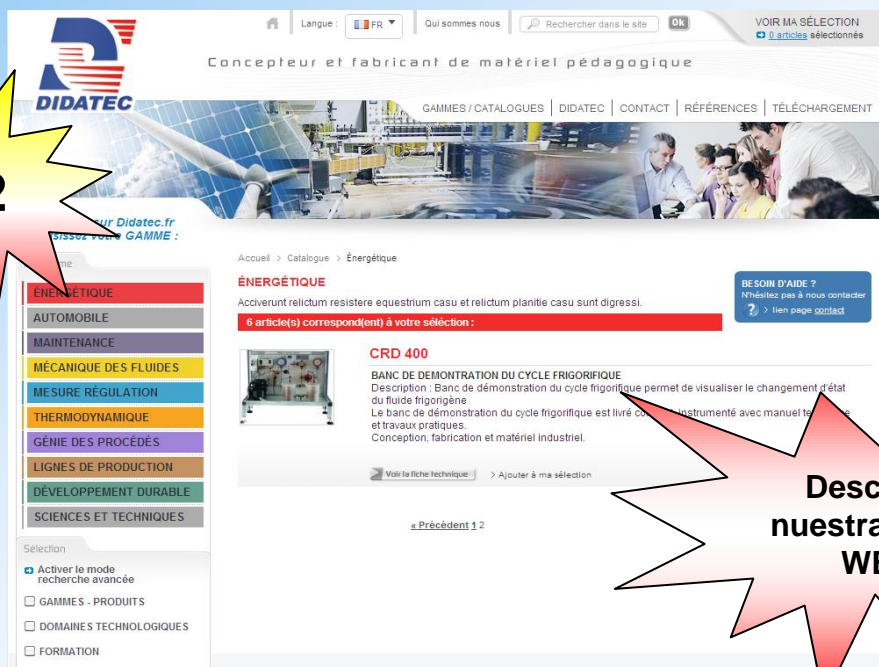 Langue : FR
Qui sommes nous
Rechercher dans le site
Ok
VOIR MA SÉLECTION
0 articles sélectionnés
DIDATEC
Concepteur et fabricant de matériel pédagogique
GAMMES / CATALOGUES | DIDATEC | CONTACT | RÉFÉRENCES | TÉLÉCHARGEMENT
2
sur Didatec.fr
GAMME :
Accueil > Catalogue > Énergétique
ÉNERGÉTIQUE
Acciverunt relictum resistere equestrium casu et relictum planitie casu sunt digressi.
6 article(s) correspond(ent) à votre séléction :
BESOIN D'AIDE ?
N'hésitez pas à nous contacter
? > lien page contact
ÉNERGÉTIQUE
AUTOMOBILE
MAINTENANCE
MÉCANIQUE DES FLUIDES
MESURE RÉGULATION
THERMODYNAMIQUE
GÉNIE DES PROCÉDÉS
LIGNES DE PRODUCTION
DÉVELOPPEMENT DURABLE
SCIENCES ET TECHNIQUES
CRD 400
BANC DE DEMONTRATION DU CYCLE FRIGORIFIQUE
Description : Banc de démonstration du cycle frigorifique permet de visualiser le changement d'état
du fluide frigorigène
Le banc de démonstration du cycle frigorifique est livré instrumenté avec manuel
et travaux pratiques.
Conception, fabrication et matériel industriel.
Voir la fiche technique > Ajouter à ma sélection
« Précèdent 1 2
Sélection
Activer le mode
recherche avancée
GAMMES - PRODUITS
DOMAINES TECHNOLOGIQUES
FORMATION
nuestra